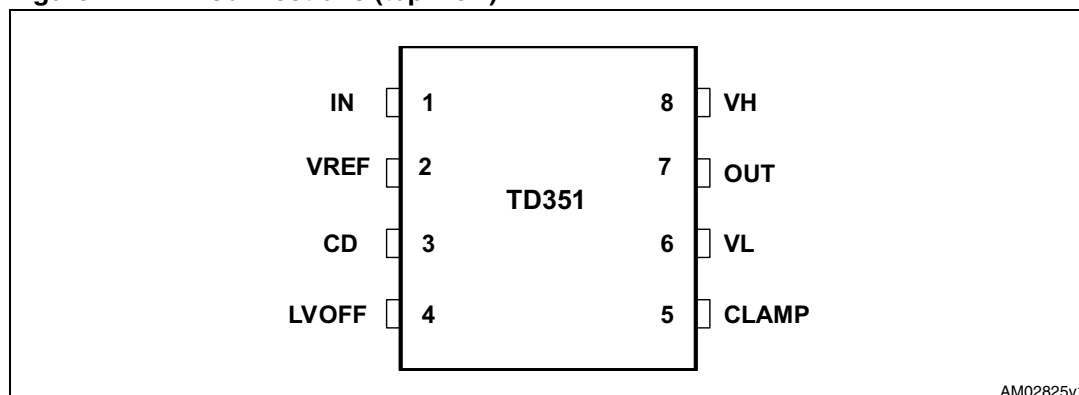 IN 1 8 VH
VREF 2 7 OUT
TD351
CD 3 6 VL
LVOFF 4 5 CLAMP